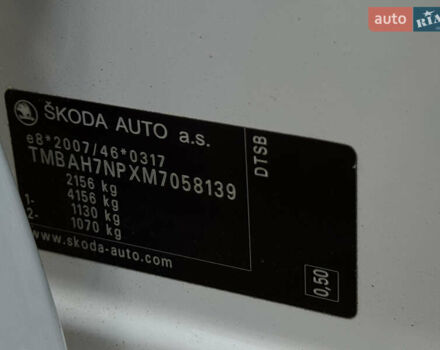 auto RIA
ŠKODA AUTO a.s.
e8*2007/46*0317
TMBAH7NPXM7058139
2156 kg
1- 4156 kg
2- 1130 kg
1070 kg
www.skoda-auto.com
DTSB
0,50